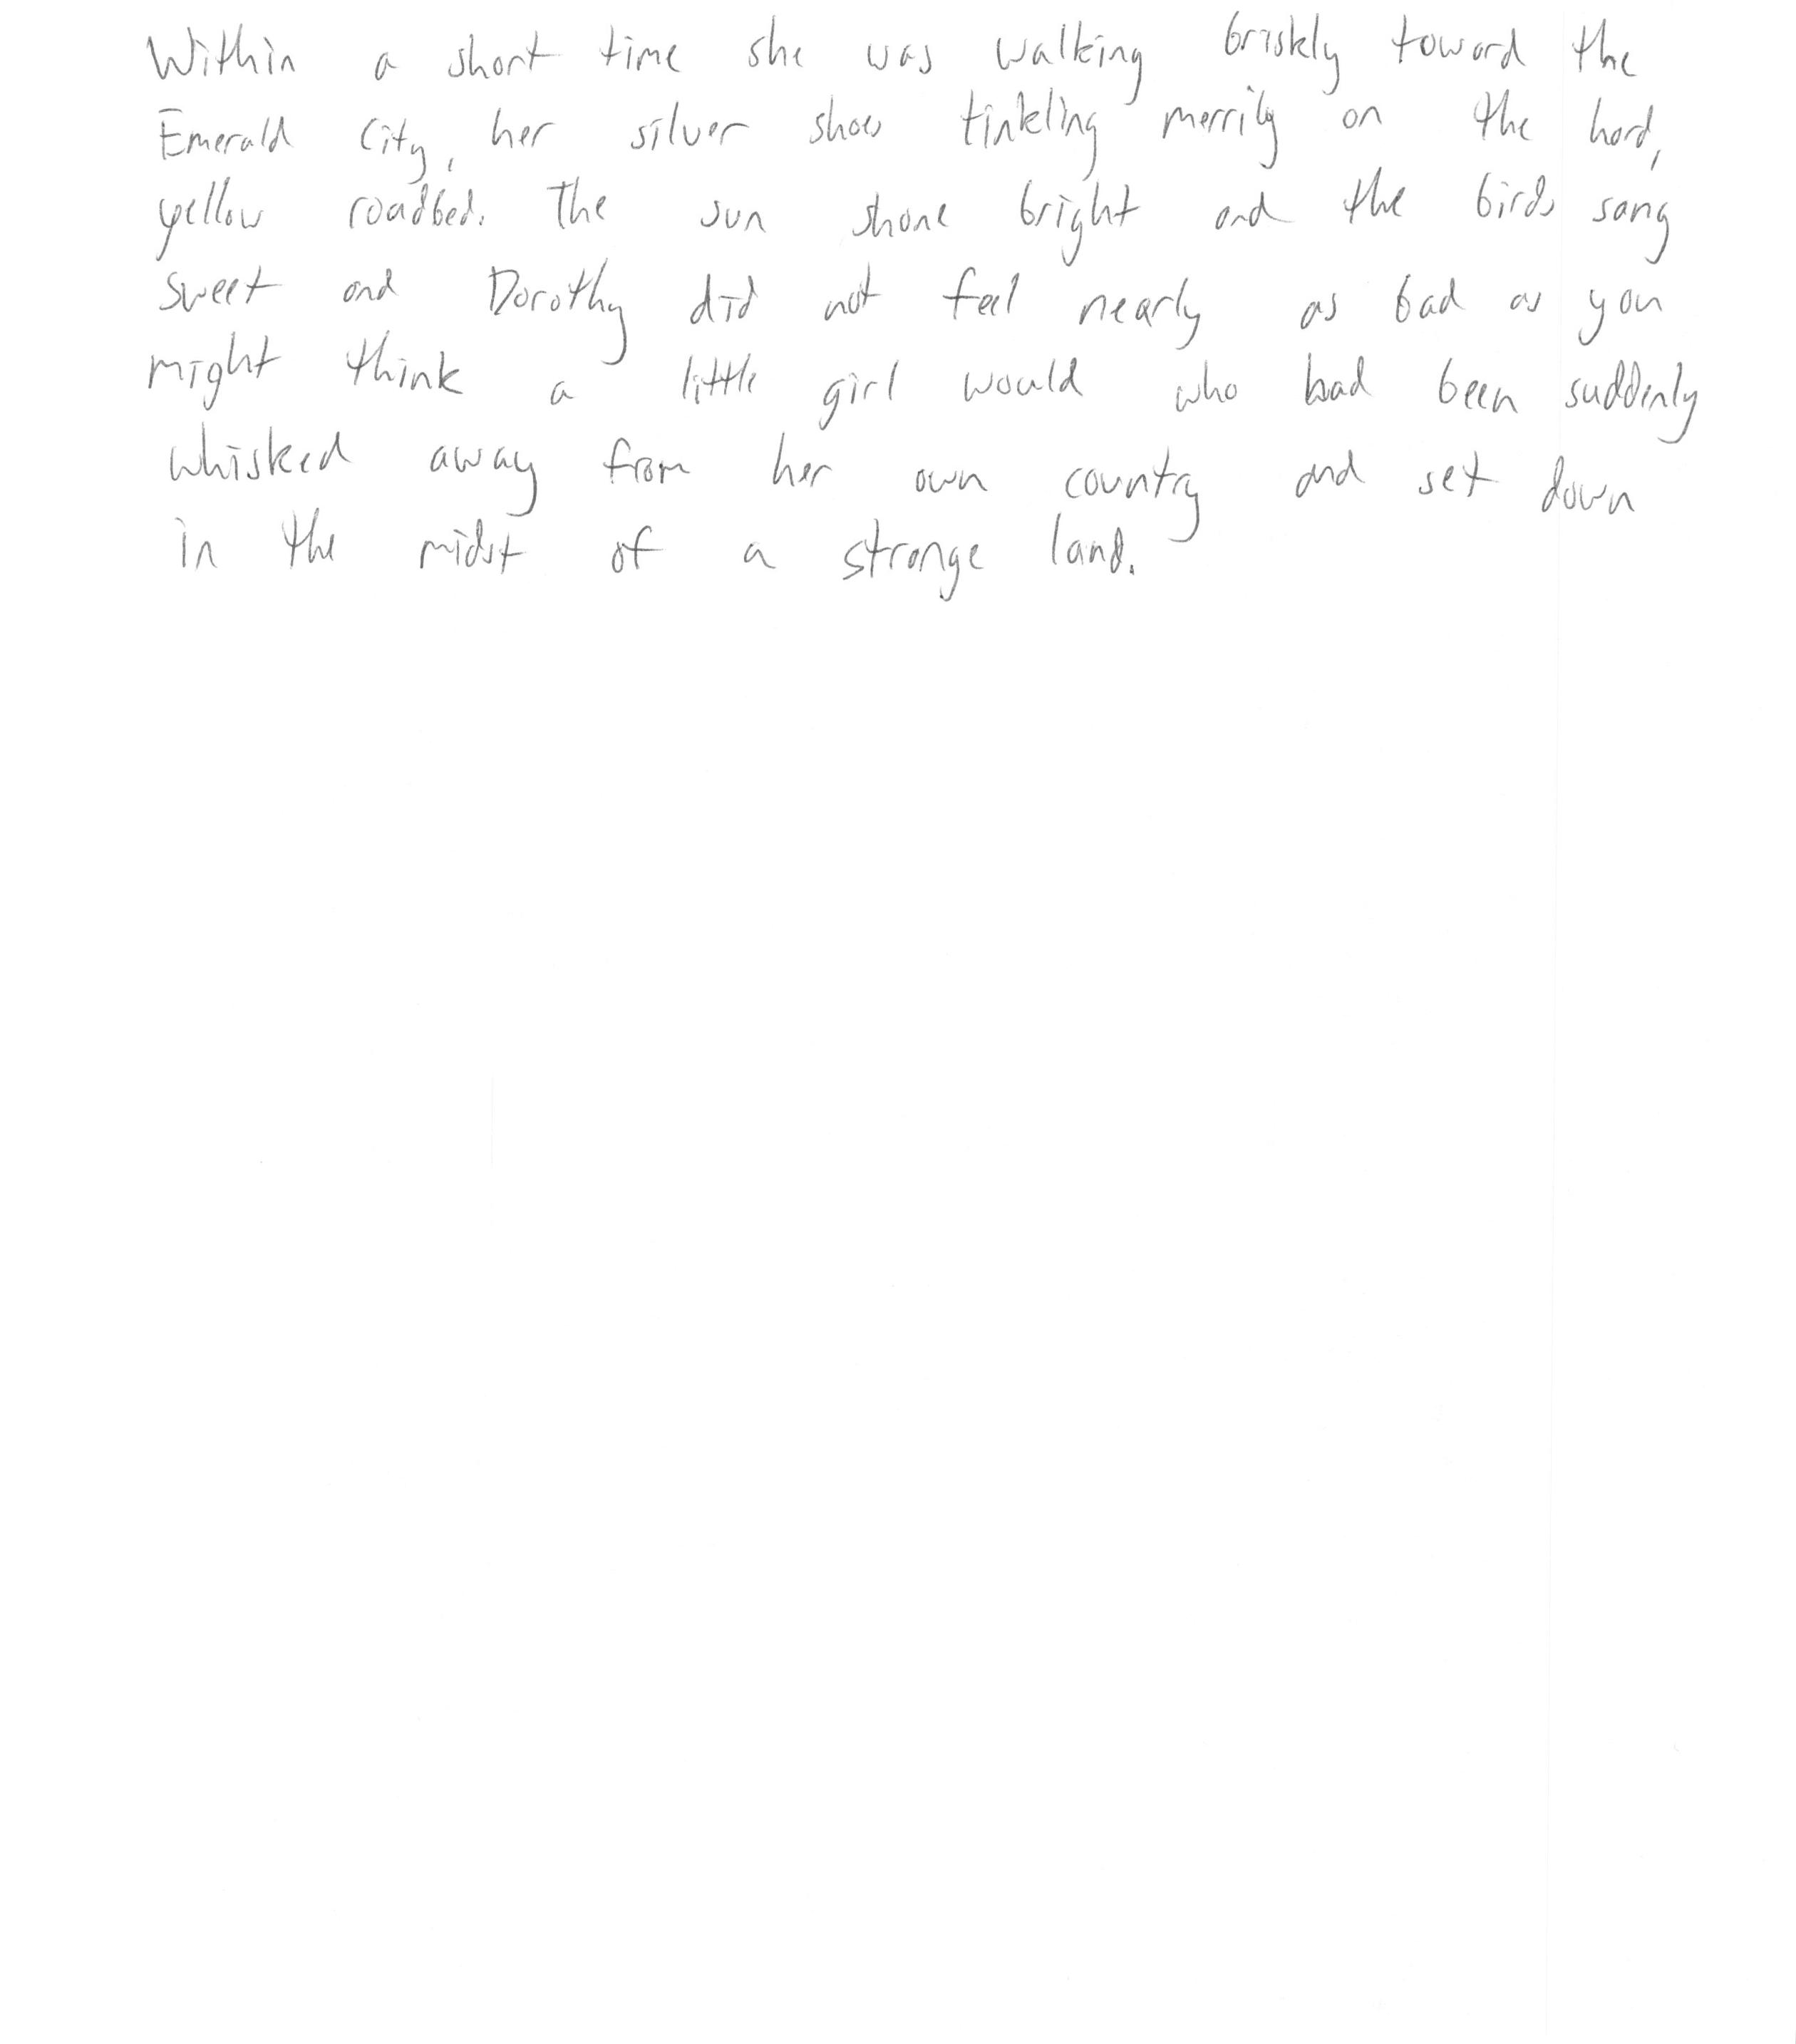 Within a short time she was walking briskly toward the
Emerald City, her silver shoes tinkling merrily on the hard,
yellow roadbed. The sun shone bright and the birds sang
sweet and Dorothy did not feel nearly as bad as you
might think a little girl would who had been suddenly
whisked away from her own country and set down
in the midst of a strange land.